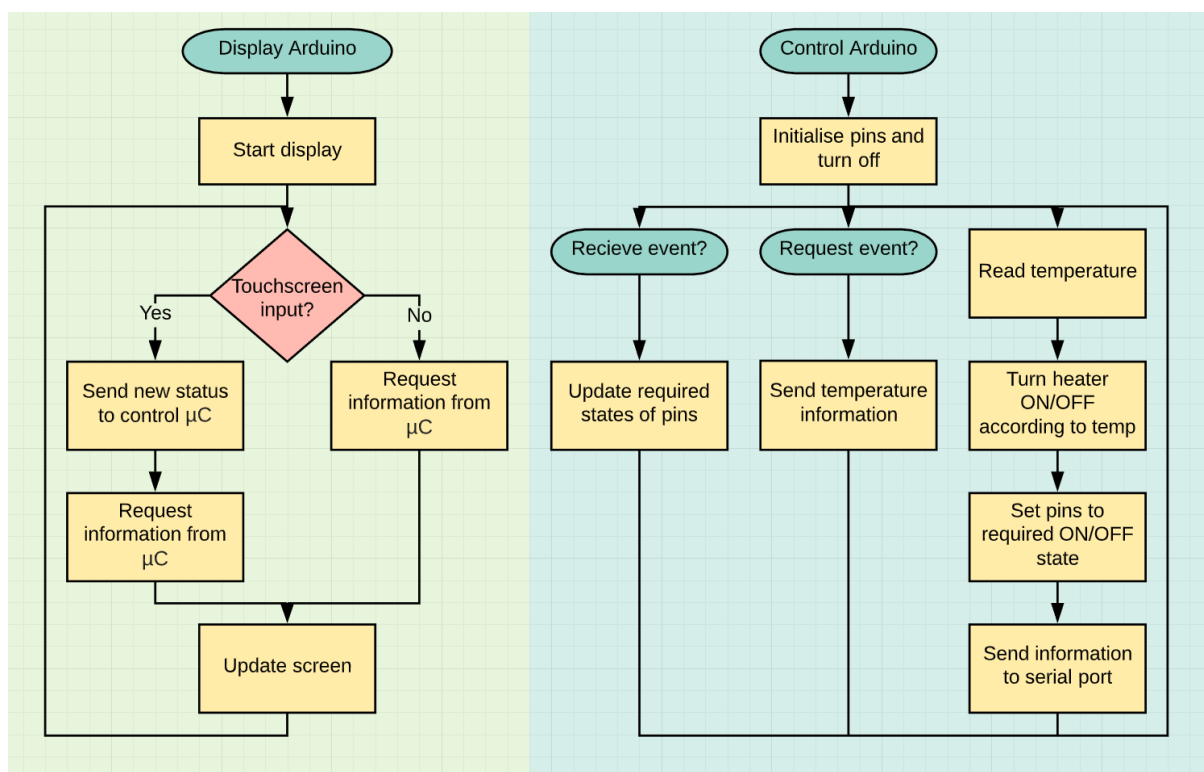 Display Arduino
Start display
Touchscreen
input?
Yes
No
Send new status
to control µC
Request
information from
µC
Request
information from
µC
Update screen
Control Arduino
Initialise pins and
turn off
Recieve event?
Request event?
Read temperature
Update required
states of pins
Send temperature
information
Turn heater
ON/OFF
according to temp
Set pins to
required ON/OFF
state
Send information
to serial port